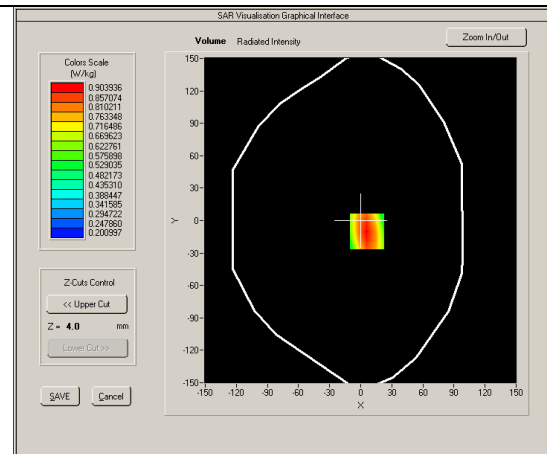 SAR Visualisation Graphical Interface
Volume Radiated Intensity
Zoom In/Out
Colors Scale
(W/kg)
0.903936
0.857074
0.810211
0.763348
0.716486
0.669623
0.622761
0.575898
0.529035
0.482173
0.435310
0.388447
0.341585
0.294722
0.247860
0.200997
Z-Cuts Control
<< Upper Cut
Z = 4.0 mm
Lower Cut >>
SAVE Cancel
150
120
90
60
30
0
-30
-60
-90
-120
-150
Y
-150 -120 -90 -60 -30 0 30 60 90 120 150
X